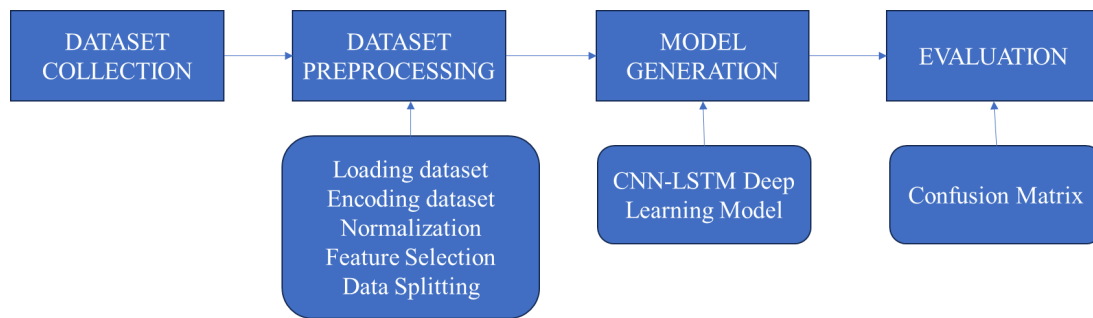 DATASET
COLLECTION
DATASET
PREPROCESSING
MODEL
GENERATION
EVALUATION
Loading dataset
Encoding dataset
Normalization
Feature Selection
Data Splitting
CNN-LSTM Deep
Learning Model
Confusion Matrix